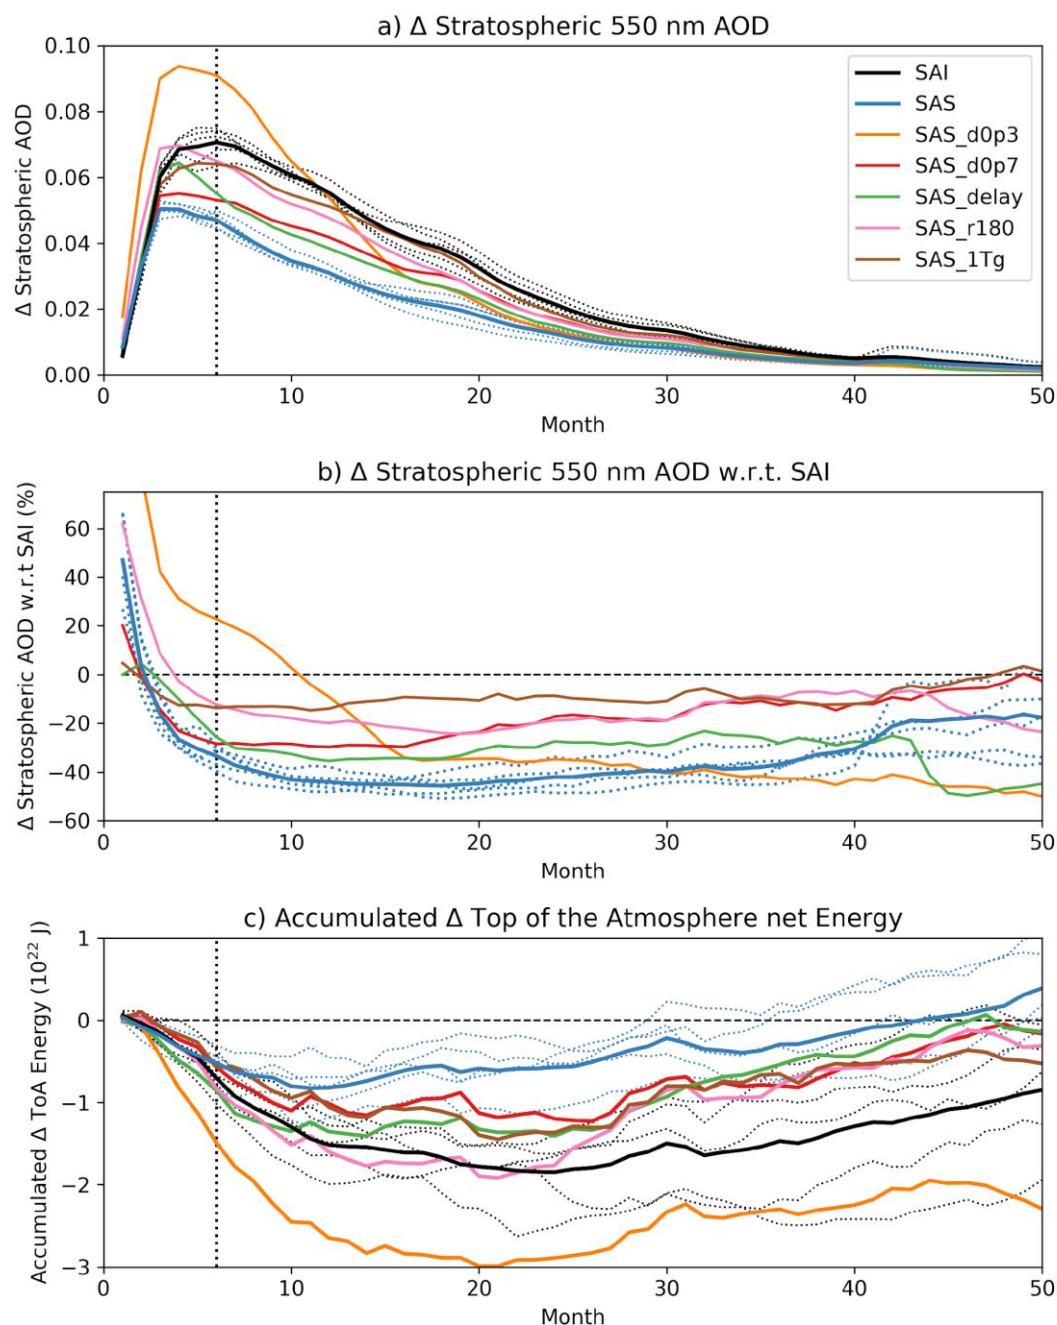 a) Δ Stratospheric 550 nm AOD
0.10
0.08
0.06
0.04
0.02
0.00
Δ Stratospheric AOD
SAI
SAS
SAS_d0p3
SAS_d0p7
SAS_delay
SAS_r180
SAS_1Tg
0 10 20 30 40 50
Month
b) Δ Stratospheric 550 nm AOD w.r.t. SAI
60
40
20
0
−20
−40
−60
Δ Stratospheric AOD w.r.t SAI (%)
0 10 20 30 40 50
Month
c) Accumulated Δ Top of the Atmosphere net Energy
1
0
−1
−2
−3
Accumulated Δ ToA Energy (10²² J)
0 10 20 30 40 50
Month